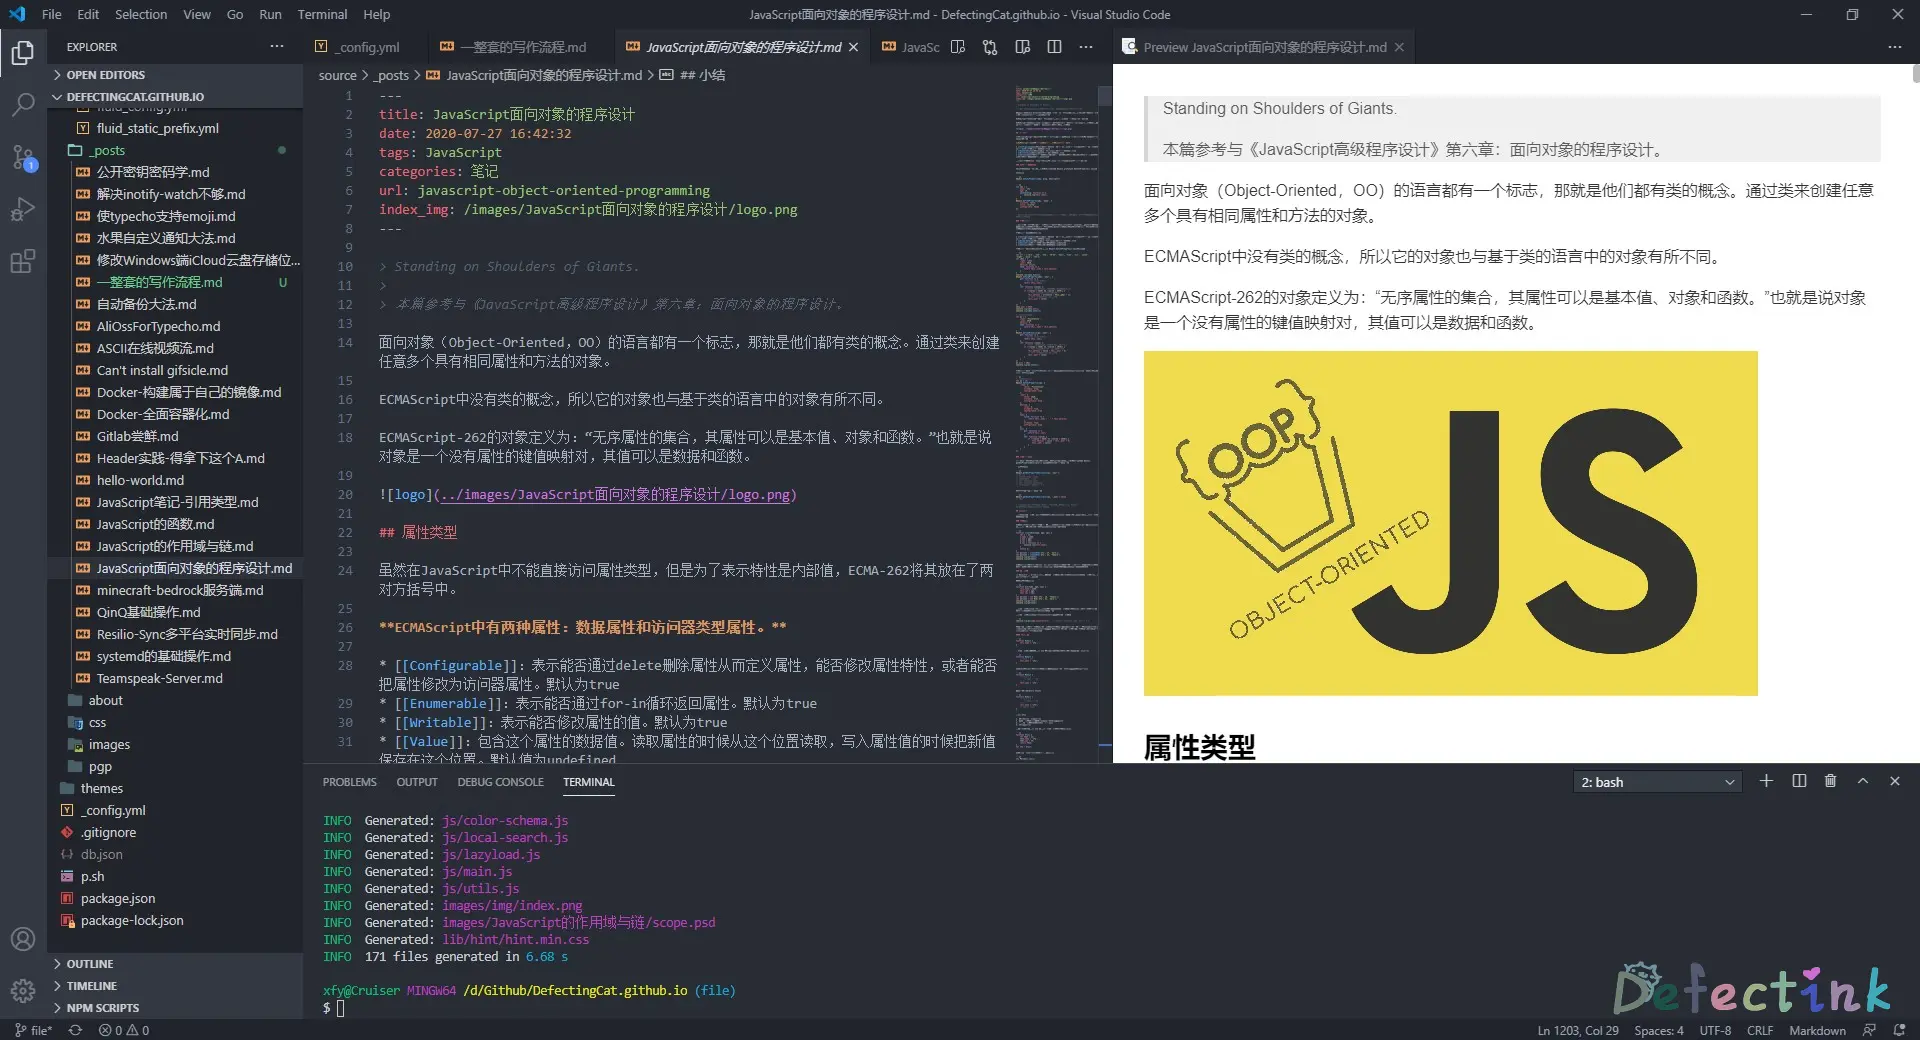 File Edit Selection View Go Run Terminal Help
JavaScript面向对象的程序设计.md - DefectingCat.github.io - Visual Studio Code
EXPLORER
OPEN EDITORS
DEFECTINGCAT.GITHUB.IO
fluid_config.yml
fluid_static_prefix.yml
_posts
公开密钥密码学.md
解决inotify-watch不够.md
使typecho支持emoji.md
水果自定义通知大法.md
修改Windows端iCloud云盘存储位...
一整套的写作流程.md U
自动备份大法.md
AliOssForTypecho.md
ASCII在线视频流.md
Can't install gifsicle.md
Docker-构建属于自己的镜像.md
Docker-全面容器化.md
Gitlab尝鲜.md
Header实践-得拿下这个A.md
hello-world.md
JavaScript笔记-引用类型.md
JavaScript的函数.md
JavaScript的作用域与链.md
JavaScript面向对象的程序设计.md
minecraft-bedrock服务端.md
QinQ基础操作.md
Resilio-Sync多平台实时同步.md
systemd的基础操作.md
Teamspeak-Server.md
about
css
images
pgp
themes
_config.yml
.gitignore
db.json
p.sh
package.json
package-lock.json
OUTLINE
TIMELINE
NPM SCRIPTS
_config.yml
一整套的写作流程.md
JavaScript面向对象的程序设计.md
JavaSc
source > _posts > JavaScript面向对象的程序设计.md > ## 小结
1 ---
2 title: JavaScript面向对象的程序设计
3 date: 2020-07-27 16:42:32
4 tags: JavaScript
5 categories: 笔记
6 url: javascript-object-oriented-programming
7 index_img: /images/JavaScript面向对象的程序设计/logo.png
8 ---
9
10 > Standing on Shoulders of Giants.
11 >
12 > 本篇参考与《JavaScript高级程序设计》第六章：面向对象的程序设计。
13
14 面向对象（Object-Oriented，OO）的语言都有一个标志，那就是他们都有类的概念。通过类来创建
任意多个具有相同属性和方法的对象。
15
16 ECMAScript中没有类的概念，所以它的对象也与基于类的语言中的对象有所不同。
17
18 ECMAScript-262的对象定义为：“无序属性的集合，其属性可以是基本值、对象和函数。”也就是说
对象是一个没有属性的键值映射对，其值可以是数据和函数。
19
20 ![logo](../images/JavaScript面向对象的程序设计/logo.png)
21
22 ## 属性类型
23
24 虽然在JavaScript中不能直接访问属性类型，但是为了表示特性是内部值，ECMA-262将其放在了两
对方括号中。
25
26 **ECMAScript中有两种属性：数据属性和访问器类型属性。**
27
28 * [[Configurable]]：表示能否通过delete删除属性从而定义属性，能否修改属性特性，或者能否
把属性修改为访问器属性。默认为true
29 * [[Enumerable]]：表示能否通过for-in循环返回属性。默认为true
30 * [[Writable]]：表示能否修改属性的值。默认为true
31 * [[Value]]：包含这个属性的数据值。读取属性的时候从这个位置读取，写入属性值的时候把新值
保存在这个位置。默认值为undefined
Preview JavaScript面向对象的程序设计.md
Standing on Shoulders of Giants.
本篇参考与《JavaScript高级程序设计》第六章：面向对象的程序设计。
面向对象（Object-Oriented，OO）的语言都有一个标志，那就是他们都有类的概念。通过类来创建任意
多个具有相同属性和方法的对象。
ECMAScript中没有类的概念，所以它的对象也与基于类的语言中的对象有所不同。
ECMAScript-262的对象定义为：“无序属性的集合，其属性可以是基本值、对象和函数。”也就是说对象
是一个没有属性的键值映射对，其值可以是数据和函数。
OOP
OBJECT-ORIENTED
JS
属性类型
PROBLEMS OUTPUT DEBUG CONSOLE TERMINAL
2: bash
INFO Generated: js/color-schema.js
INFO Generated: js/local-search.js
INFO Generated: js/lazyload.js
INFO Generated: js/main.js
INFO Generated: js/utils.js
INFO Generated: images/img/index.png
INFO Generated: images/JavaScript的作用域与链/scope.psd
INFO Generated: lib/hint/hint.min.css
INFO 171 files generated in 6.68 s
xfy@Cruiser MINGW64 /d/Github/DefectingCat.github.io (file)
$
Defectink
file* 0 0
Ln 1203, Col 29 Spaces: 4 UTF-8 CRLF Markdown